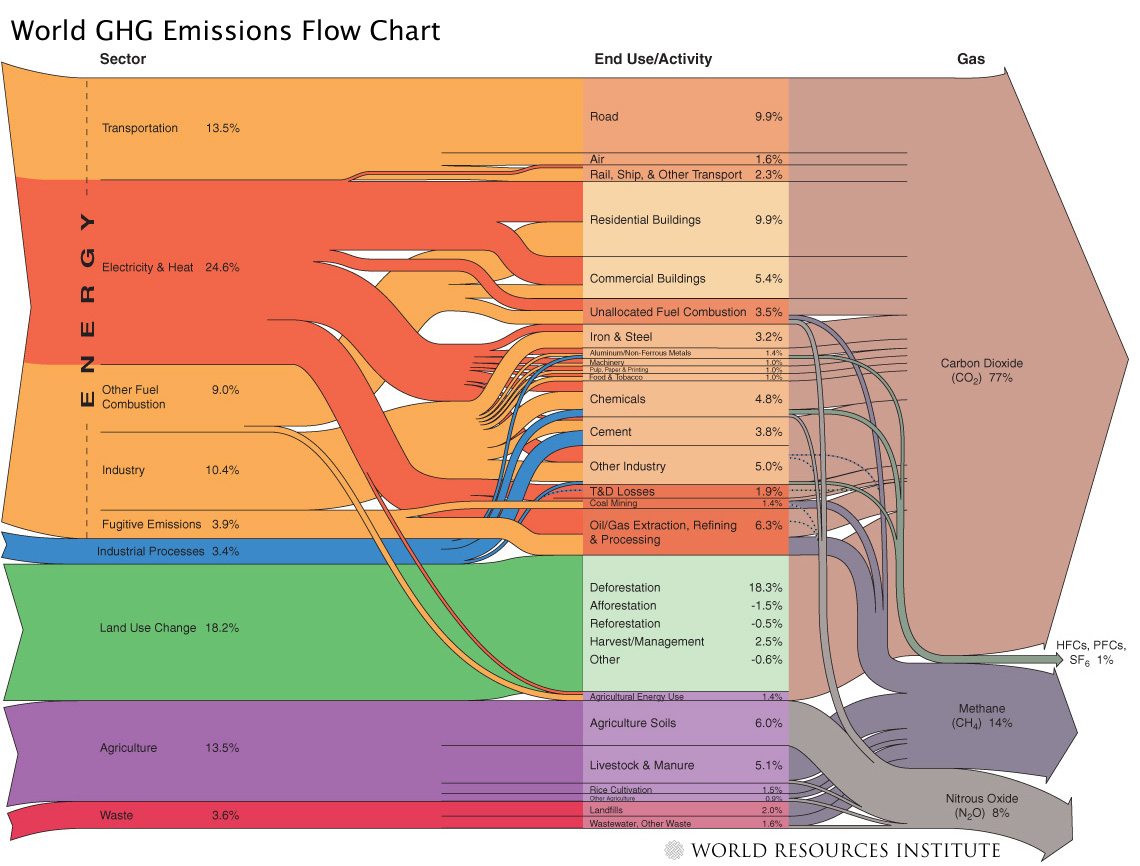 World GHG Emissions Flow Chart
Sector
End Use/Activity
Gas
ENERGY
Transportation 13.5%
Electricity & Heat 24.6%
Other Fuel
Combustion 9.0%
Industry 10.4%
Fugitive Emissions 3.9%
Industrial Processes 3.4%
Land Use Change 18.2%
Agriculture 13.5%
Waste 3.6%
Road 9.9%
Air 1.6%
Rail, Ship, & Other Transport 2.3%
Residential Buildings 9.9%
Commercial Buildings 5.4%
Unallocated Fuel Combustion 3.5%
Iron & Steel 3.2%
Aluminum/Non-Ferrous Metals 1.4%
Machinery 1.0%
Pulp, Paper & Printing 1.0%
Food & Tobacco 1.0%
Chemicals 4.8%
Cement 3.8%
Other Industry 5.0%
T&D Losses 1.9%
Coal Mining 1.4%
Oil/Gas Extraction, Refining 6.3%
& Processing
Deforestation 18.3%
Afforestation -1.5%
Reforestation -0.5%
Harvest/Management 2.5%
Other -0.6%
Agricultural Energy Use 1.4%
Agriculture Soils 6.0%
Livestock & Manure 5.1%
Rice Cultivation 1.5%
Other Agriculture 0.9%
Landfills 2.0%
Wastewater, Other Waste 1.6%
Carbon Dioxide
(CO₂) 77%
HFCs, PFCs,
SF₆ 1%
Methane
(CH₄) 14%
Nitrous Oxide
(N₂O) 8%
WORLD RESOURCES INSTITUTE